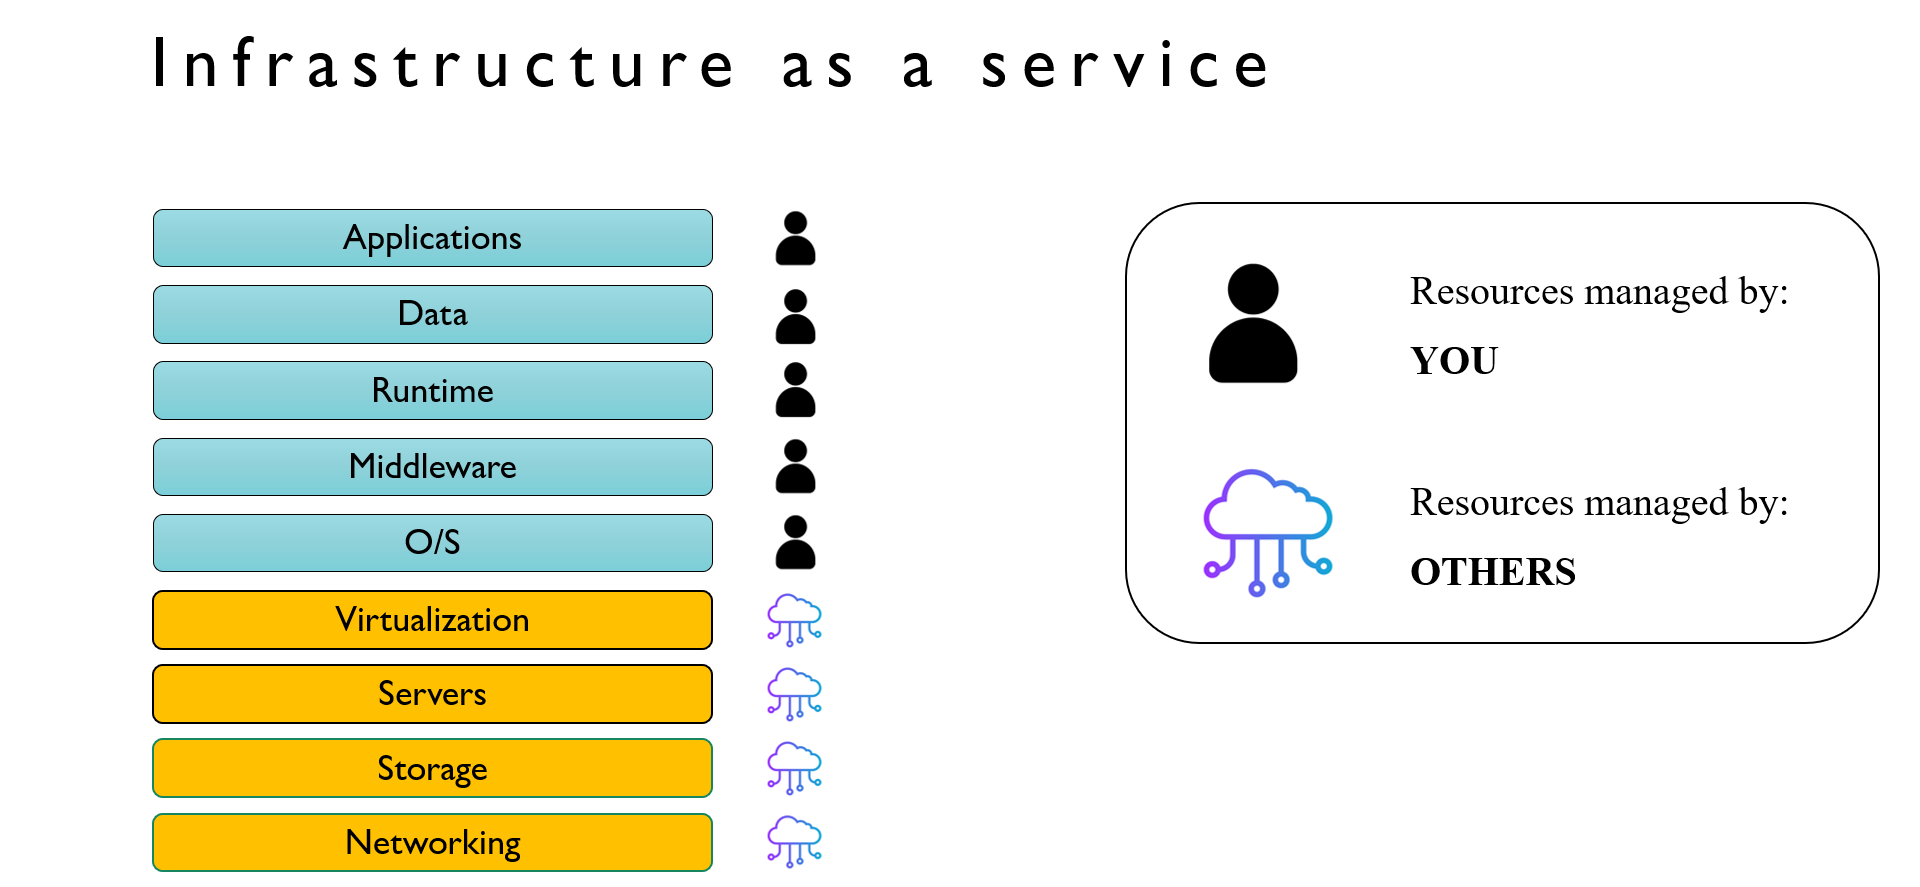 Infrastructure as a service
Applications
Data
Runtime
Middleware
O/S
Virtualization
Servers
Storage
Networking
Resources managed by:
YOU
Resources managed by:
OTHERS